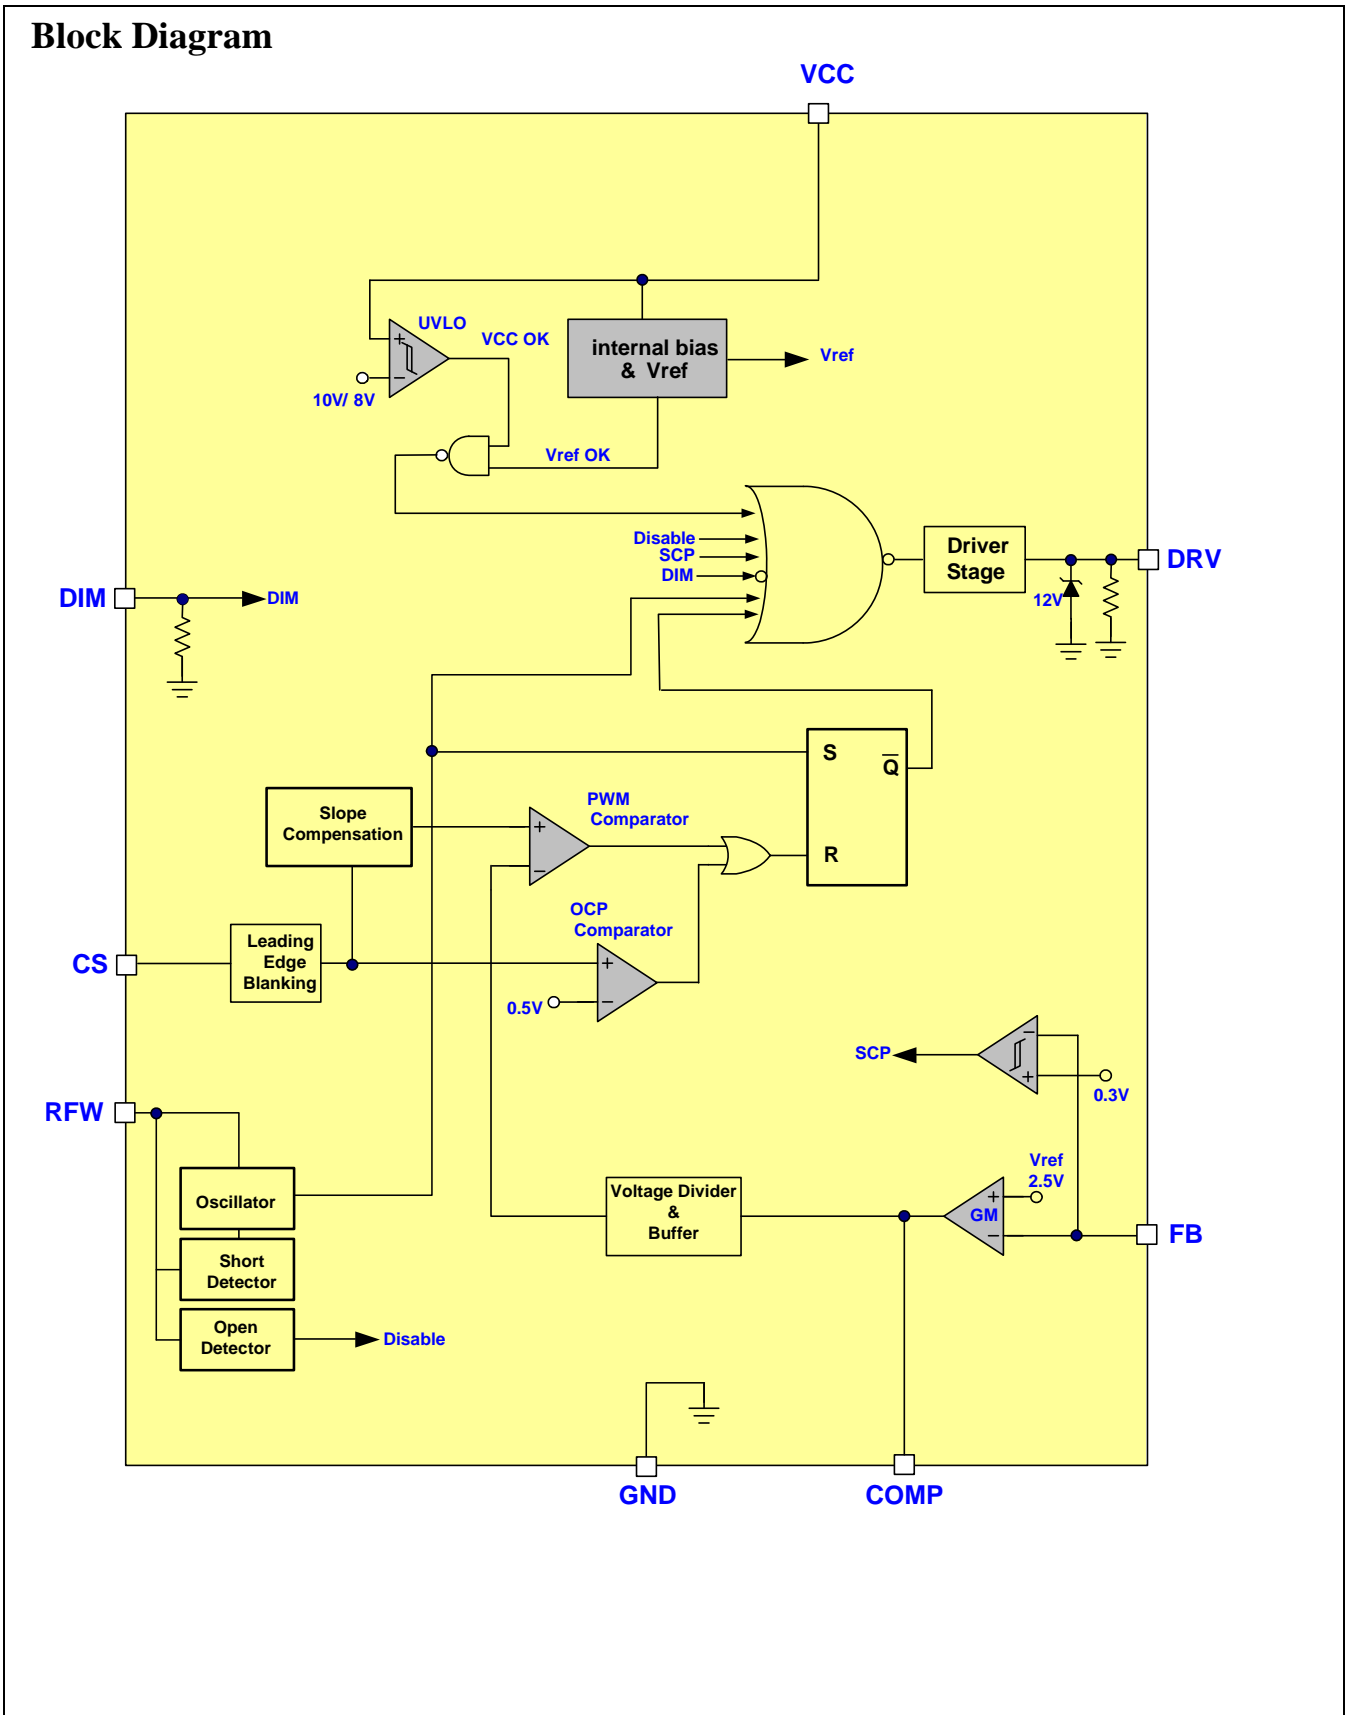 Block Diagram
VCC
UVLO
VCC OK
+
−
10V/ 8V
internal bias
& Vref
Vref
Vref OK
Disable
SCP
DIM
Driver
Stage
DRV
12V
DIM
DIM
S
Q
R
Slope
Compensation
PWM
Comparator
+
−
OCP
Comparator
+
−
0.5V
CS
Leading
Edge
Blanking
SCP
−
+
0.3V
RFW
Oscillator
Short
Detector
Open
Detector
Disable
Voltage Divider
&
Buffer
Vref
2.5V
+
GM
−
FB
GND
COMP